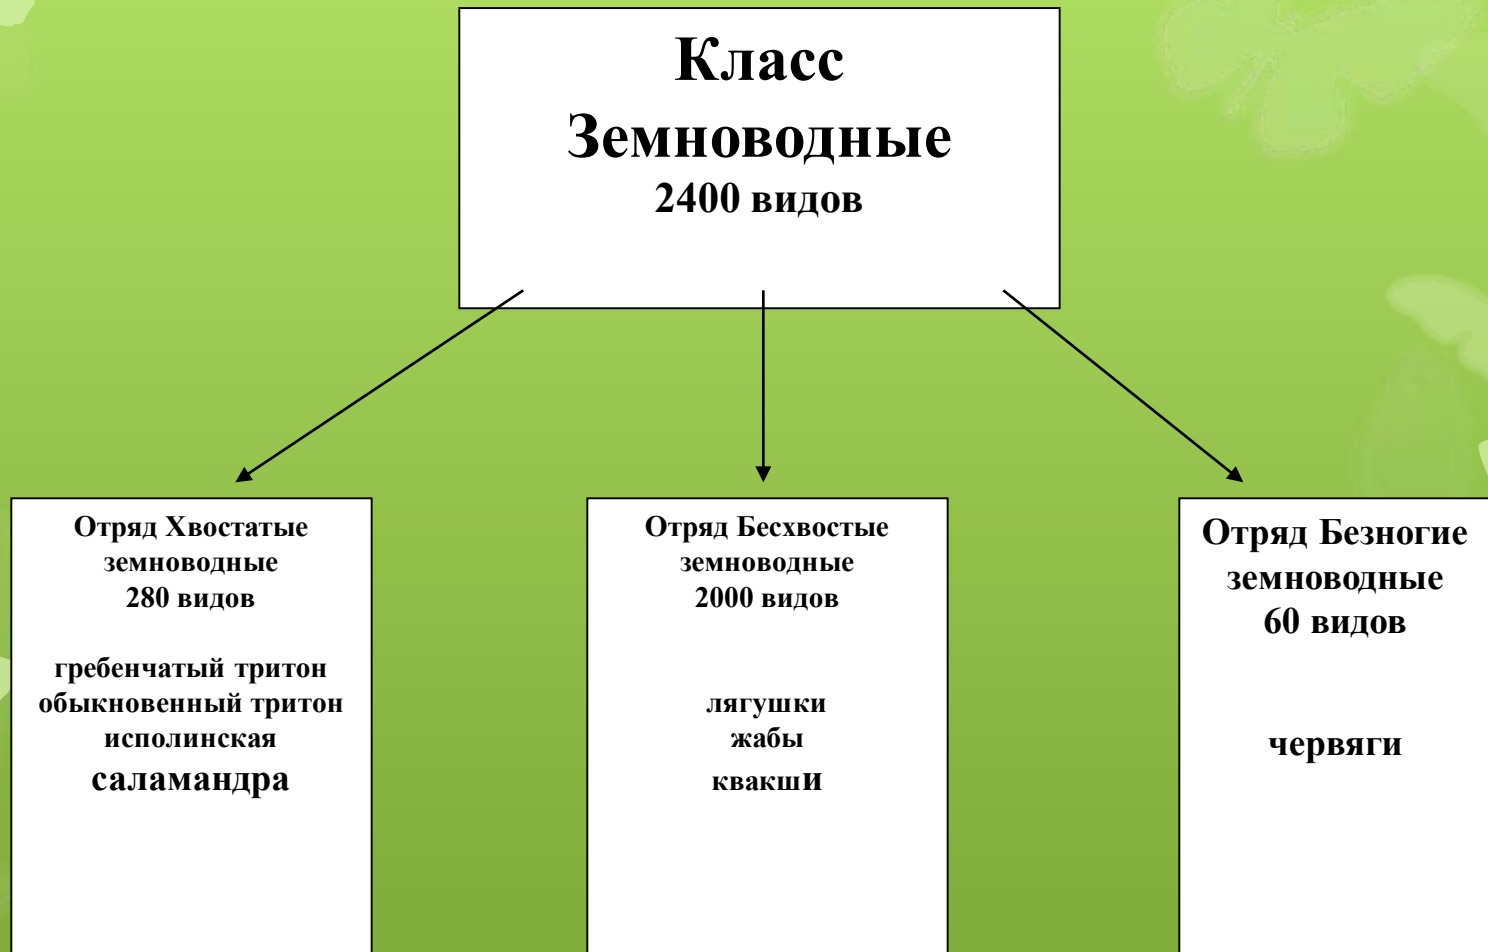 Класс
Земноводные
2400 видов
Отряд Хвостатые
земноводные
280 видов
гребенчатый тритон
обыкновенный тритон
исполинская
саламандра
Отряд Бесхвостые
земноводные
2000 видов
лягушки
жабы
квакши
Отряд Безногие
земноводные
60 видов
червяги